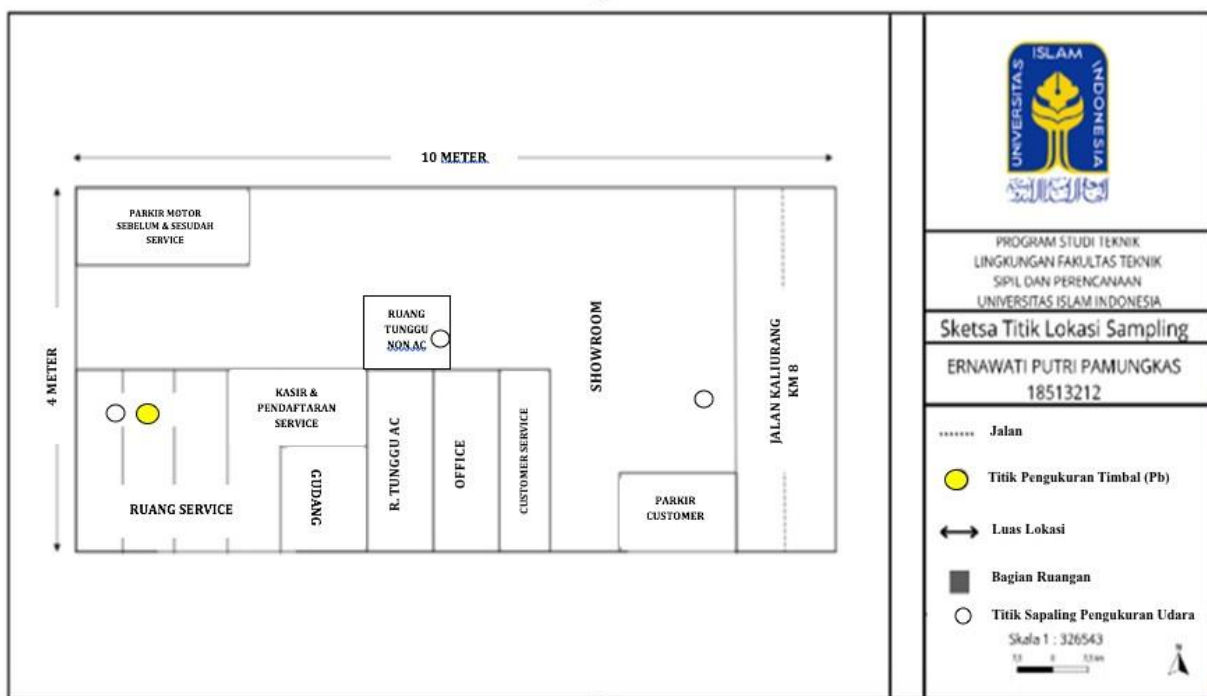 10 METER
4 METER
PARKIR MOTOR
SEBELUM & SESUDAH
SERVICE
RUANG
TUNGGU
NON AC
KASIR &
PENDAFTARAN
SERVICE
RUANG SERVICE
GUDANG
R. TUNGGU AC
OFFICE
CUSTOMER SERVICE
SHOWROOM
PARKIR
CUSTOMER
JALAN KALIURANG
KM 8
UNIVERSITAS
ISLAM
INDONESIA
PROGRAM STUDI TEKNIK
LINGKUNGAN FAKULTAS TEKNIK
SIPIL DAN PERENCANAAN
UNIVERSITAS ISLAM INDONESIA
Sketsa Titik Lokasi Sampling
ERNAWATI PUTRI PAMUNGKAS
18513212
Jalan
Titik Pengukuran Timbal (Pb)
Luas Lokasi
Bagian Ruangan
Titik Sapaling Pengukuran Udara
Skala 1 : 326543
0
N